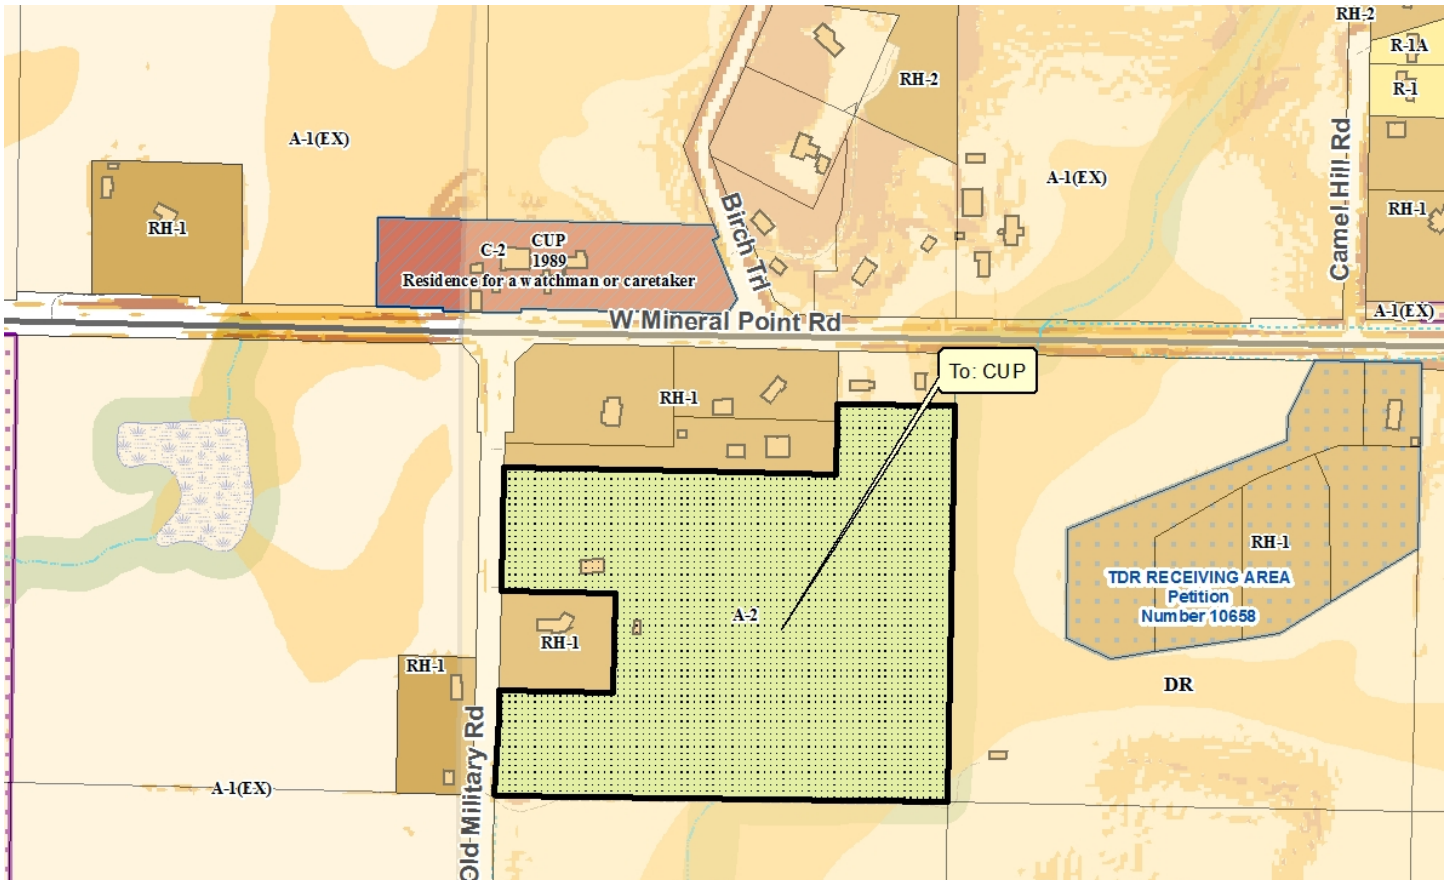 RH-2
R-1A
RH-2
R-1
A-1(EX)
A-1(EX)
Camel Hill Rd
RH-1
RH-1
Birch Trl
C-2
CUP
1989
Residence for a watchman or caretaker
A-1(EX)
W Mineral Point Rd
To: CUP
RH-1
RH-1
TDR RECEIVING AREA
Petition
Number 10658
A-2
RH-1
RH-1
DR
Old Military Rd
A-1(EX)